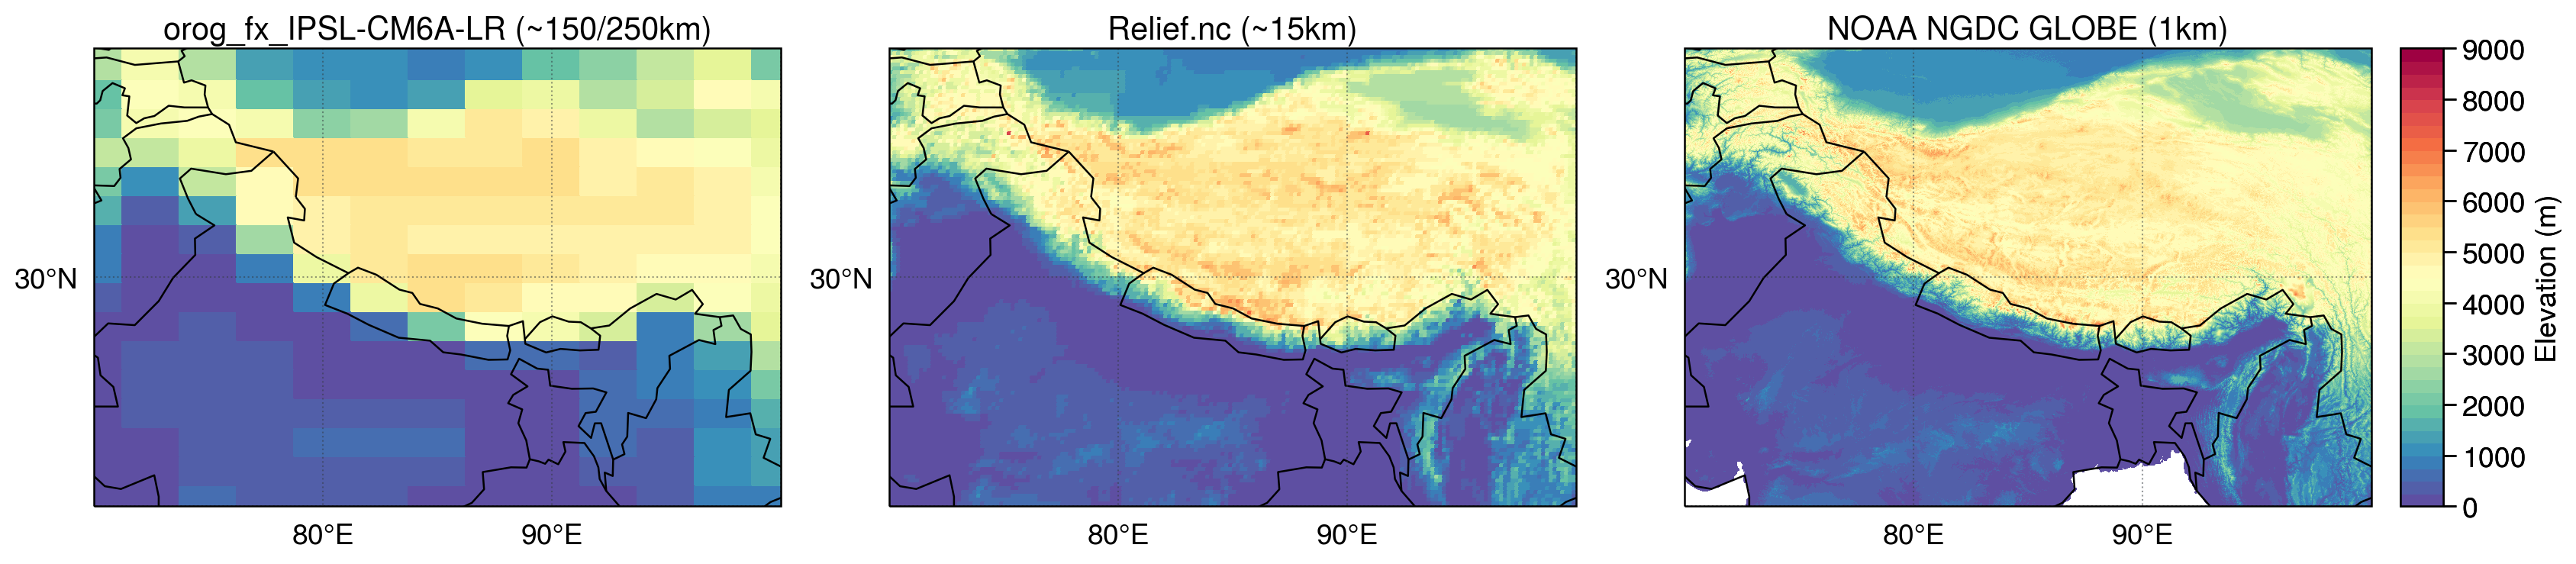 orog_fx_IPSL-CM6A-LR (~150/250km)
Relief.nc (~15km)
NOAA NGDC GLOBE (1km)
30°N
80°E
90°E
30°N
80°E
90°E
30°N
80°E
90°E
9000
8000
7000
6000
5000
4000
3000
2000
1000
0
Elevation (m)